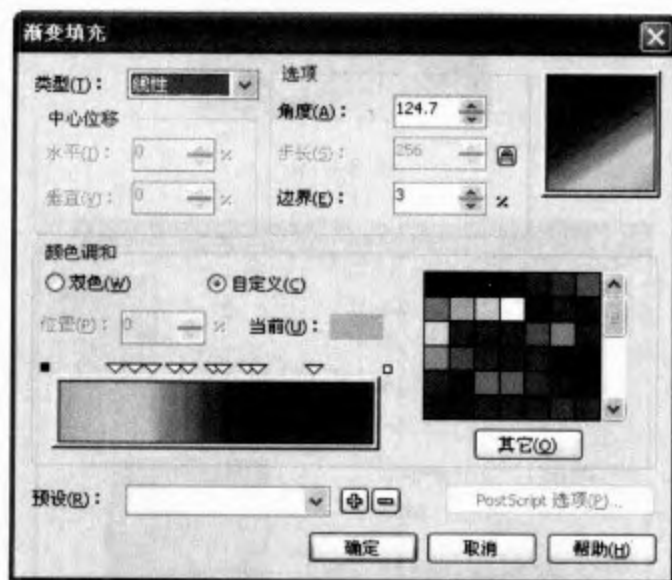 渐变填充
类型(T): 线性
选项
中心位移
角度(A): 124.7
水平(I): 0 %
步长(S): 256
垂直(V): 0 %
边界(E): 3 %
颜色调和
双色(W) 自定义(C)
位置(P): 0 % 当前(U):
其它(O)
预设(R):
PostScript 选项(P)...
确定 取消 帮助(H)